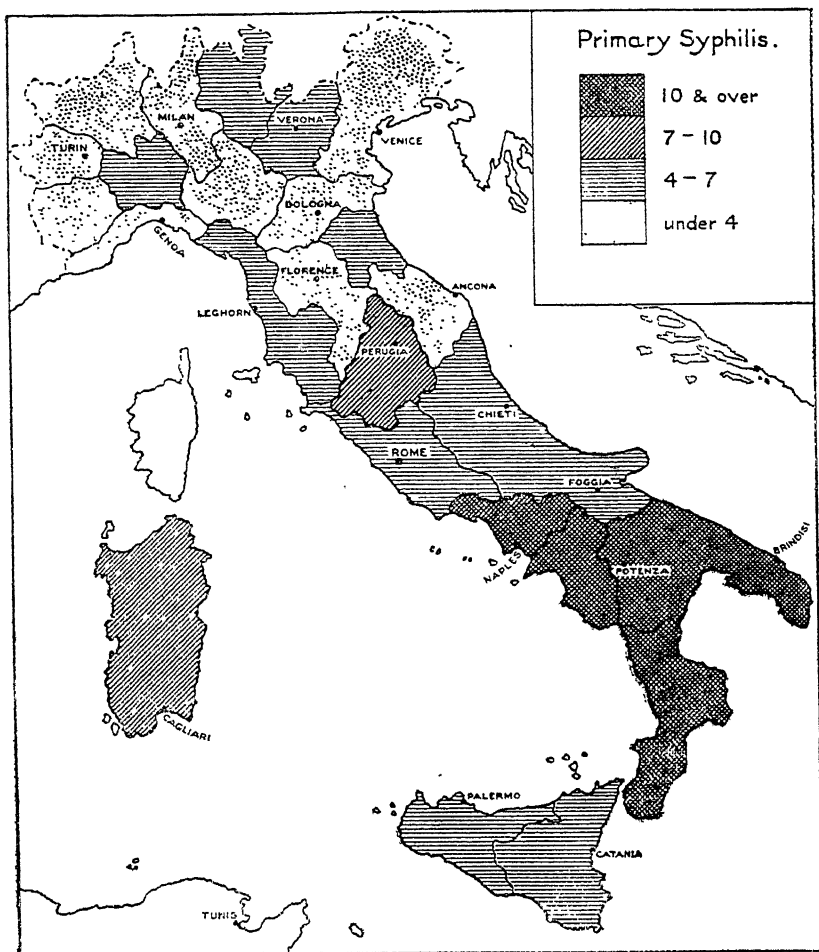 Primary Syphilis.
10 & over
7 - 10
4 - 7
under 4
MILAN
VERONA
TURIN
VENICE
BOLOGNA
GENOA
FLORENCE
ANCONA
LEGHORN
PERUGIA
CHIETI
ROME
FOGGIA
BRINDISI
NAPLES
POTENZA
CAGLIARI
PALERMO
CATANIA
TUNIS